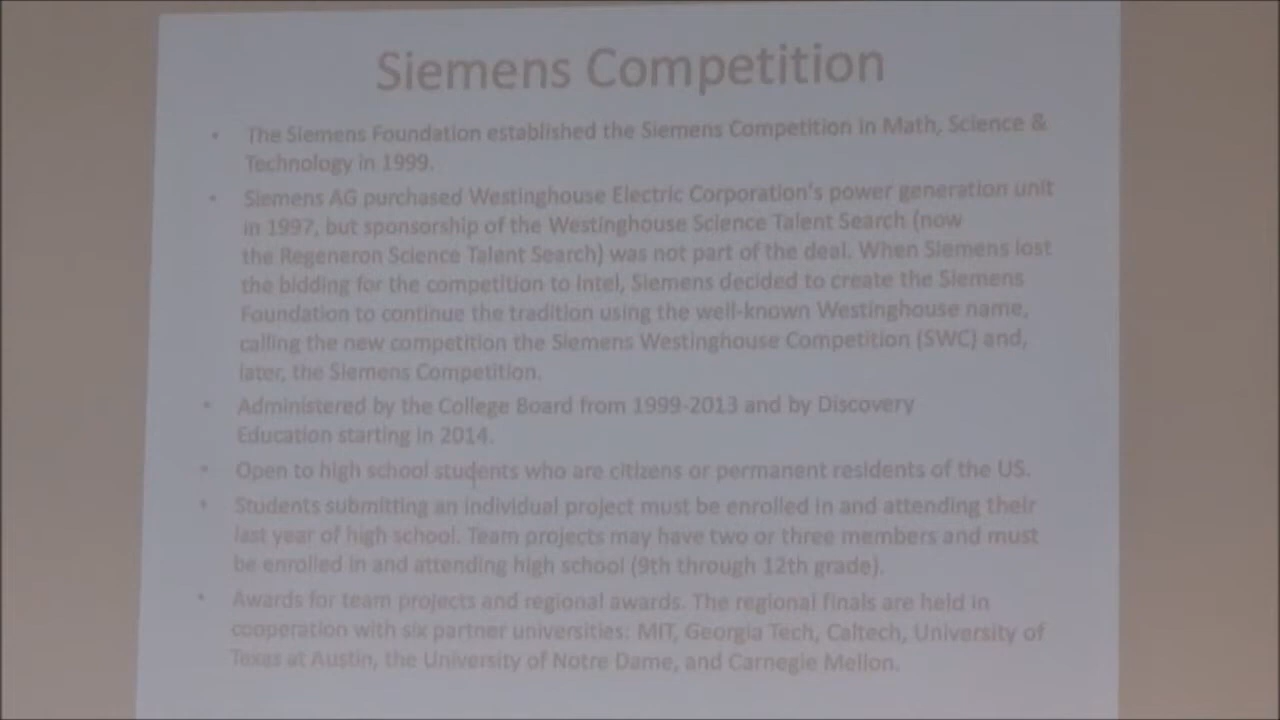 Siemens Competition
• The Siemens Foundation established the Siemens Competition in Math, Science &
Technology in 1999.
• Siemens AG purchased Westinghouse Electric Corporation's power generation unit
in 1997, but sponsorship of the Westinghouse Science Talent Search (now
the Regeneron Science Talent Search) was not part of the deal. When Siemens lost
the bidding for the competition to Intel, Siemens decided to create the Siemens
Foundation to continue the tradition using the well-known Westinghouse name,
calling the new competition the Siemens Westinghouse Competition (SWC) and,
later, the Siemens Competition.
• Administered by the College Board from 1999-2013 and by Discovery
Education starting in 2014.
• Open to high school students who are citizens or permanent residents of the US.
• Students submitting an individual project must be enrolled in and attending their
last year of high school. Team projects may have two or three members and must
be enrolled in and attending high school (9th through 12th grade).
• Awards for team projects and regional awards. The regional finals are held in
cooperation with six partner universities: MIT, Georgia Tech, Caltech, University of
Texas at Austin, the University of Notre Dame, and Carnegie Mellon.